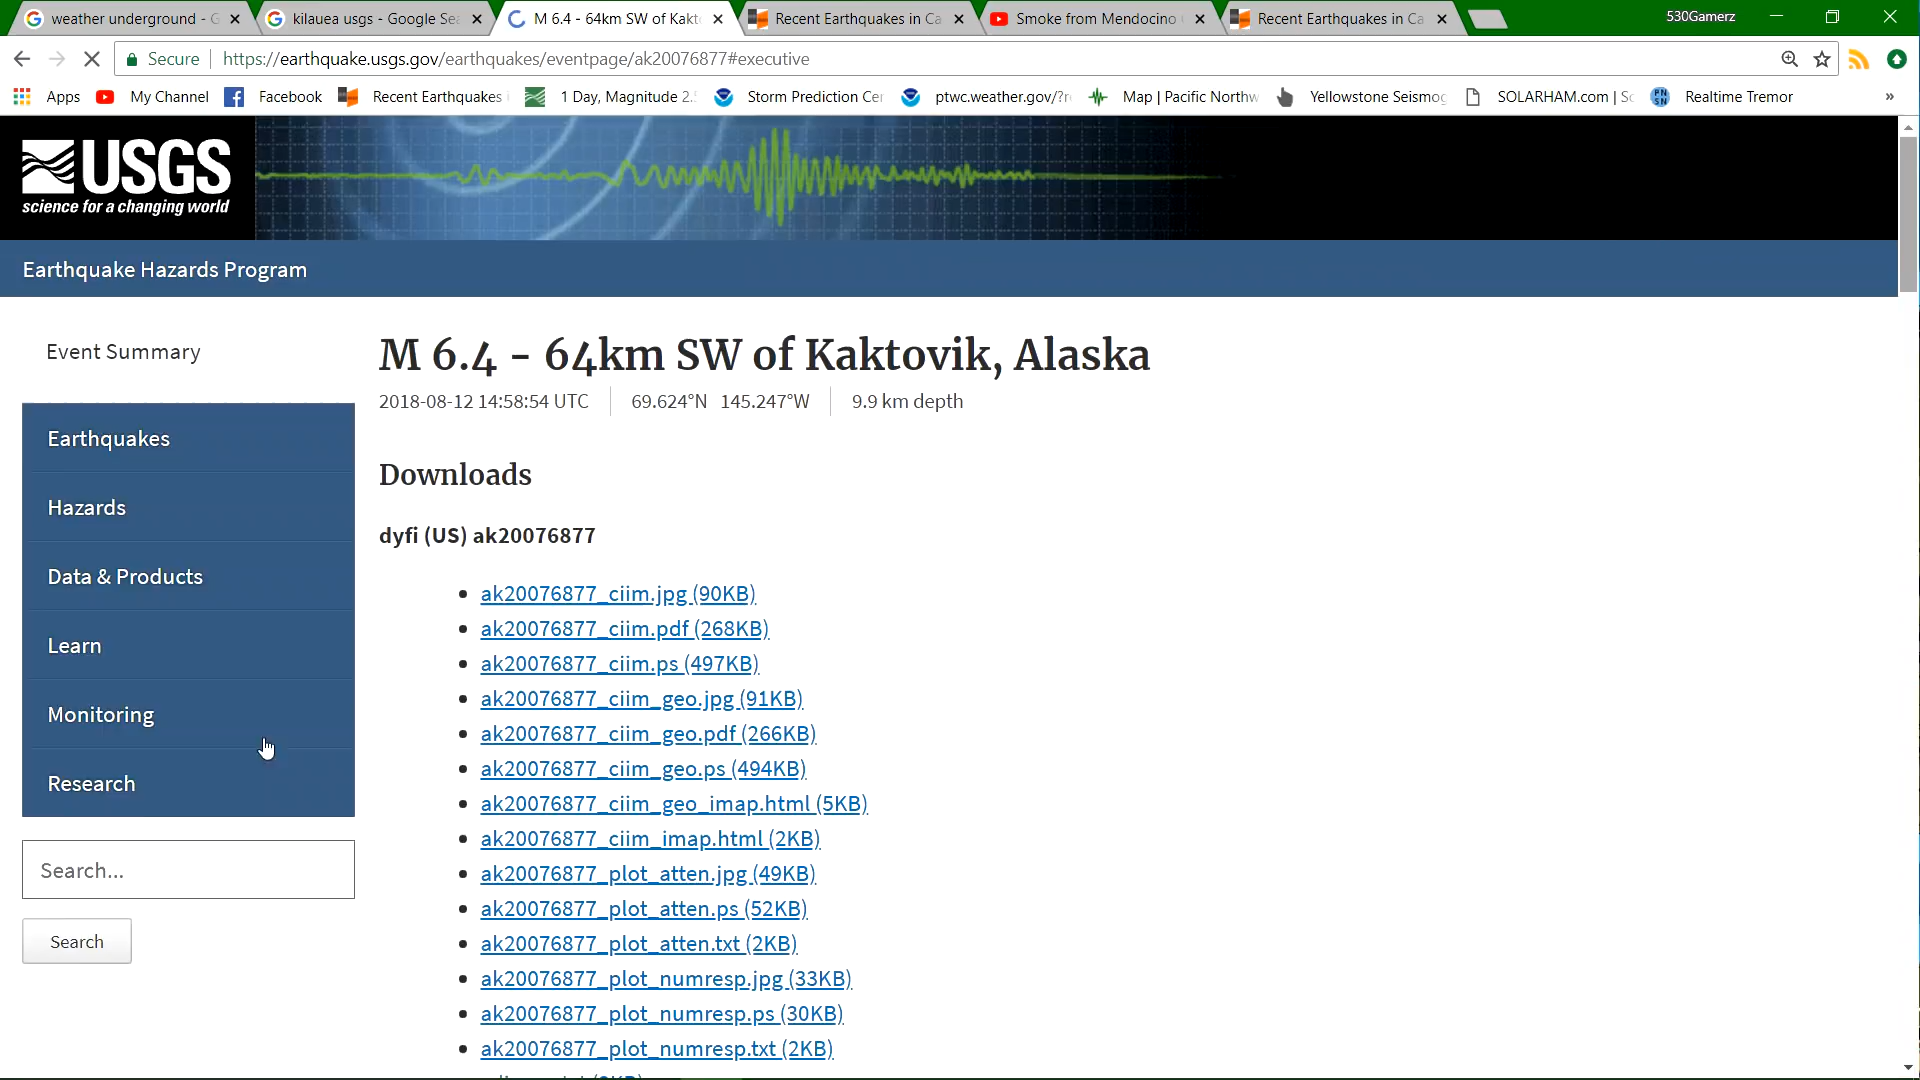 weather underground - G
kilauea usgs - Google Sea
M 6.4 - 64km SW of Kakto
Recent Earthquakes in Ca
Smoke from Mendocino
Recent Earthquakes in Ca
530Gamerz
Secure
https://earthquake.usgs.gov/earthquakes/eventpage/ak20076877#executive
Apps
My Channel
Facebook
Recent Earthquakes i
1 Day, Magnitude 2.
Storm Prediction Cen
ptwc.weather.gov/?r
Map | Pacific Northw
Yellowstone Seismog
SOLARHAM.com | So
PN SN
Realtime Tremor
»
USGS
science for a changing world
Earthquake Hazards Program
Event Summary
Earthquakes
Hazards
Data & Products
Learn
Monitoring
Research
Search...
Search
M 6.4 - 64km SW of Kaktovik, Alaska
2018-08-12 14:58:54 UTC
69.624°N 145.247°W
9.9 km depth
Downloads
dyfi (US) ak20076877
ak20076877_ciim.jpg (90KB)
ak20076877_ciim.pdf (268KB)
ak20076877_ciim.ps (497KB)
ak20076877_ciim_geo.jpg (91KB)
ak20076877_ciim_geo.pdf (266KB)
ak20076877_ciim_geo.ps (494KB)
ak20076877_ciim_geo_imap.html (5KB)
ak20076877_ciim_imap.html (2KB)
ak20076877_plot_atten.jpg (49KB)
ak20076877_plot_atten.ps (52KB)
ak20076877_plot_atten.txt (2KB)
ak20076877_plot_numresp.jpg (33KB)
ak20076877_plot_numresp.ps (30KB)
ak20076877_plot_numresp.txt (2KB)